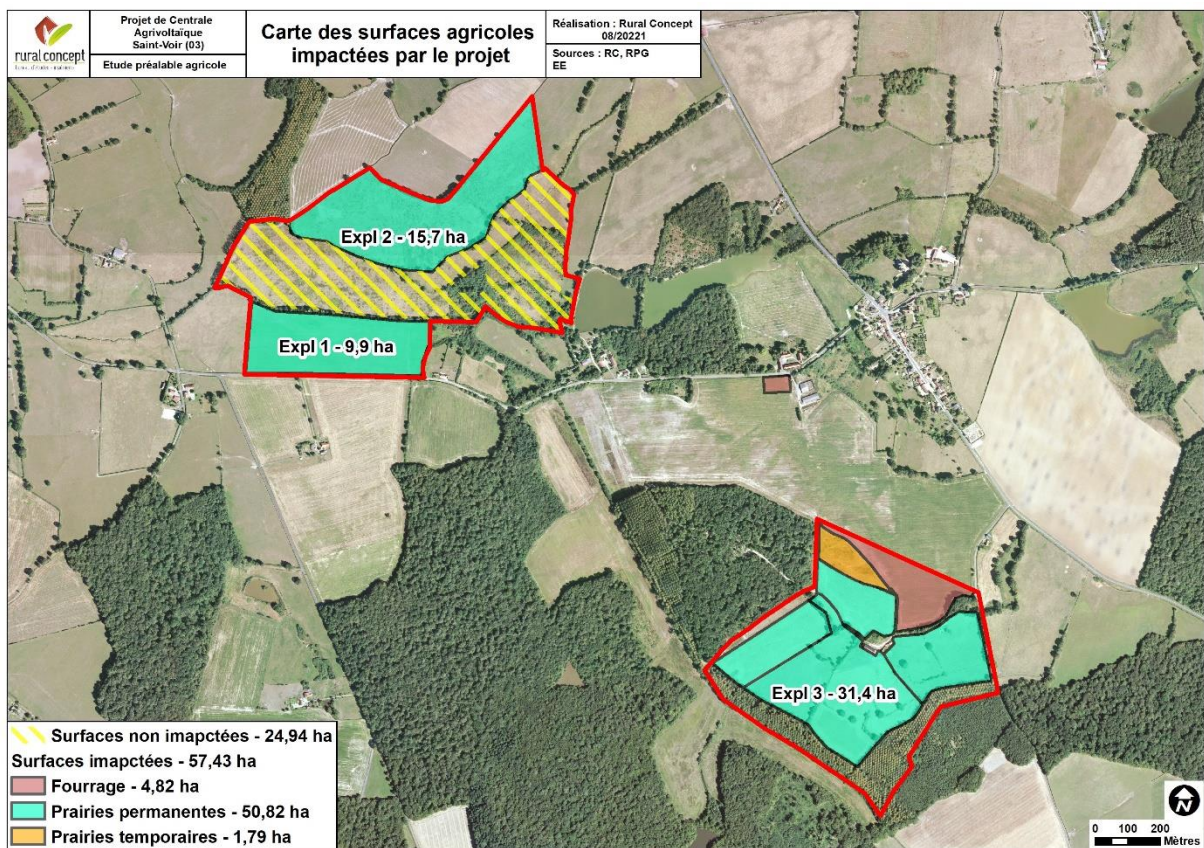 rural concept
Projet de Centrale
Agrivoltaïque
Saint-Voir (03)
Etude préalable agricole
Carte des surfaces agricoles
impactées par le projet
Réalisation : Rural Concept
08/20221
Sources : RC, RPG
EE
Expl 2 - 15,7 ha
Expl 1 - 9,9 ha
Expl 3 - 31,4 ha
Surfaces non imapctées - 24,94 ha
Surfaces imapctées - 57,43 ha
Fourrage - 4,82 ha
Prairies permanentes - 50,82 ha
Prairies temporaires - 1,79 ha
N
0 100 200
Mètres